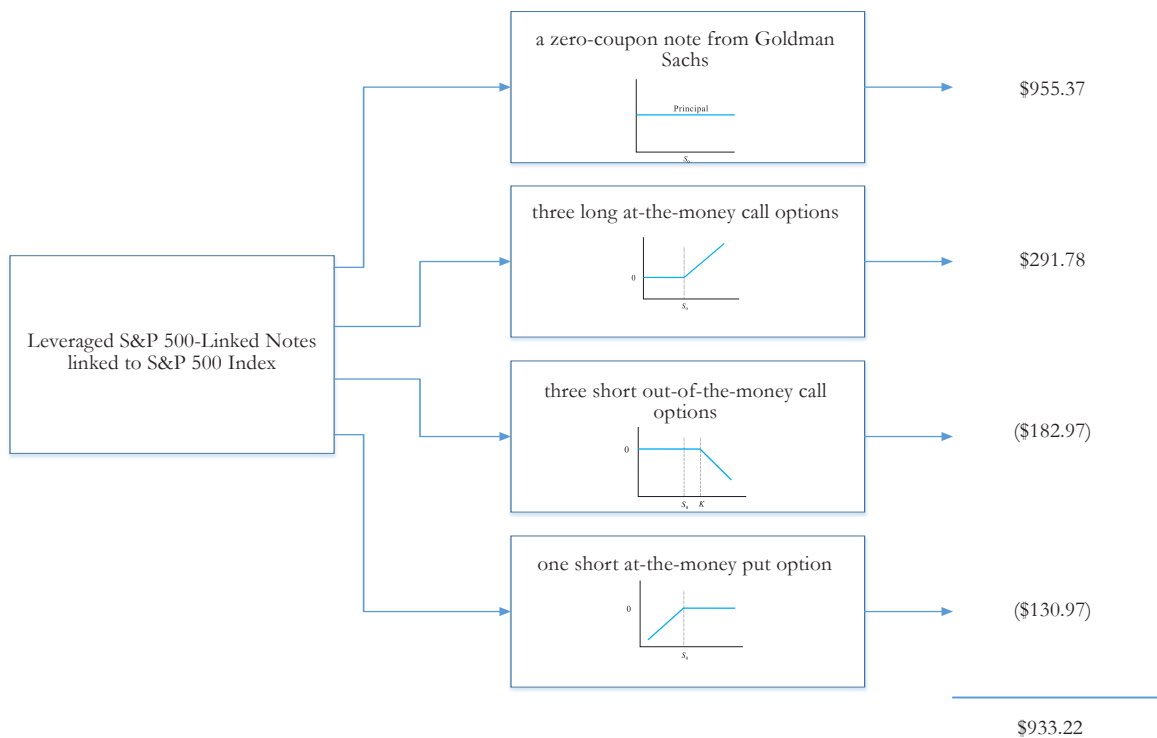 a zero-coupon note from Goldman
Sachs
Principal
S₀
$955.37
three long at-the-money call options
0
S₀
$291.78
Leveraged S&P 500-Linked Notes
linked to S&P 500 Index
three short out-of-the-money call
options
0
S₀ K
($182.97)
one short at-the-money put option
0
S₀
($130.97)
$933.22